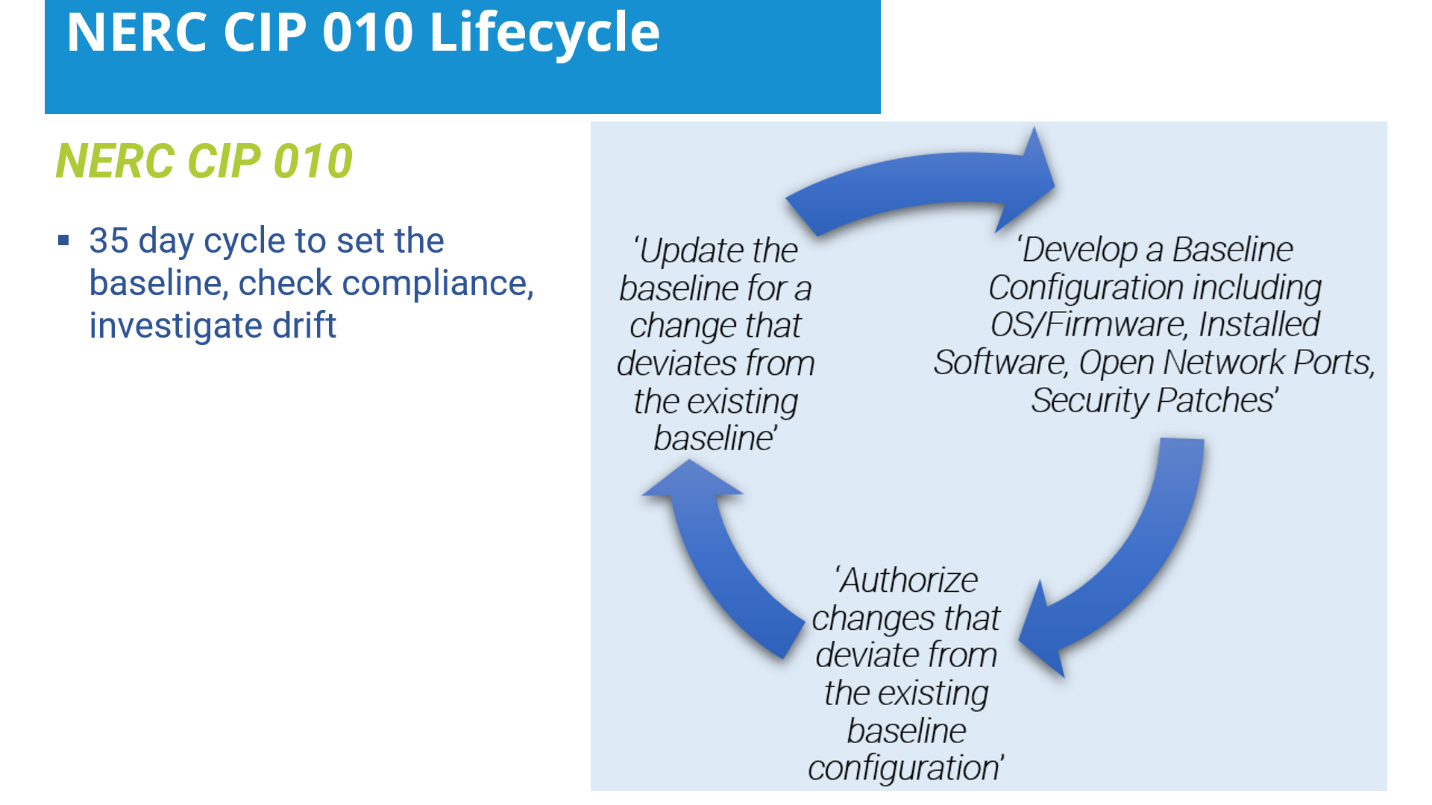 NERC CIP 010 Lifecycle
NERC CIP 010
▪ 35 day cycle to set the
baseline, check compliance,
investigate drift
‘Update the
baseline for a
change that
deviates from
the existing
baseline’
‘Develop a Baseline
Configuration including
OS/Firmware, Installed
Software, Open Network Ports,
Security Patches’
‘Authorize
changes that
deviate from
the existing
baseline
configuration’